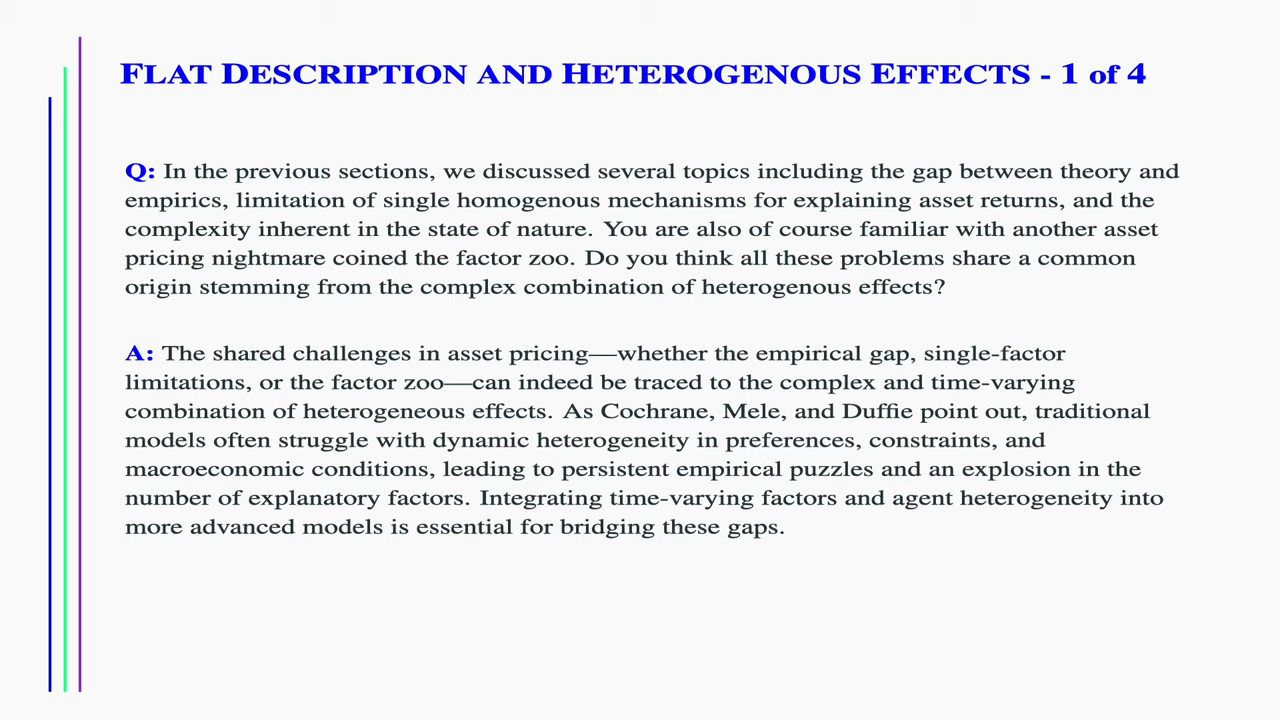 FLAT DESCRIPTION AND HETEROGENOUS EFFECTS - 1 of 4
Q: In the previous sections, we discussed several topics including the gap between theory and
empirics, limitation of single homogenous mechanisms for explaining asset returns, and the
complexity inherent in the state of nature. You are also of course familiar with another asset
pricing nightmare coined the factor zoo. Do you think all these problems share a common
origin stemming from the complex combination of heterogenous effects?
A: The shared challenges in asset pricing—whether the empirical gap, single-factor
limitations, or the factor zoo—can indeed be traced to the complex and time-varying
combination of heterogeneous effects. As Cochrane, Mele, and Duffie point out, traditional
models often struggle with dynamic heterogeneity in preferences, constraints, and
macroeconomic conditions, leading to persistent empirical puzzles and an explosion in the
number of explanatory factors. Integrating time-varying factors and agent heterogeneity into
more advanced models is essential for bridging these gaps.